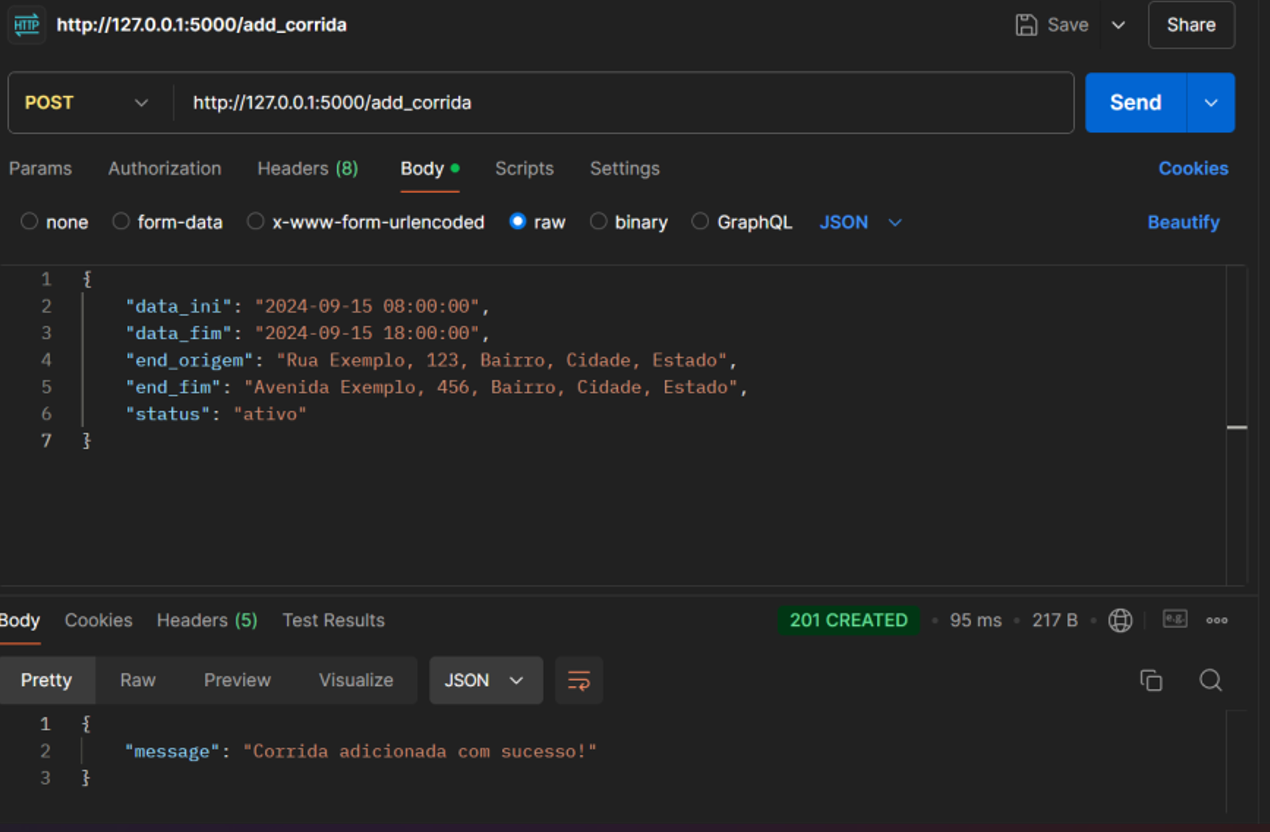 HTTP http://127.0.0.1:5000/add_corrida Save Share
POST http://127.0.0.1:5000/add_corrida Send
Params Authorization Headers (8) Body Scripts Settings Cookies
none form-data x-www-form-urlencoded raw binary GraphQL JSON Beautify
1 {
2 "data_ini": "2024-09-15 08:00:00",
3 "data_fim": "2024-09-15 18:00:00",
4 "end_origem": "Rua Exemplo, 123, Bairro, Cidade, Estado",
5 "end_fim": "Avenida Exemplo, 456, Bairro, Cidade, Estado",
6 "status": "ativo"
7 }
Body Cookies Headers (5) Test Results 201 CREATED • 95 ms • 217 B • e.g.
Pretty Raw Preview Visualize JSON
1 {
2 "message": "Corrida adicionada com sucesso!"
3 }